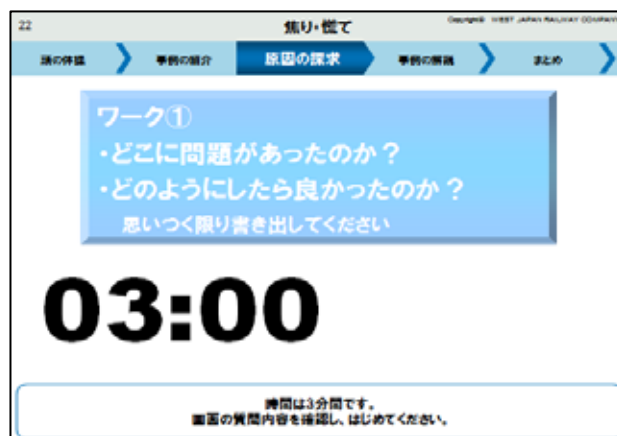 22
焦り・慌て
Copyright© WEST JAPAN RAILWAY COMPANY
頭の体操
事例の紹介
原因の探求
事例の解説
まとめ
ワーク①
・どこに問題があったのか？
・どのようにしたら良かったのか？
思いつく限り書き出してください
03:00
時間は3分間です。
画面の質問内容を確認し、はじめてください。